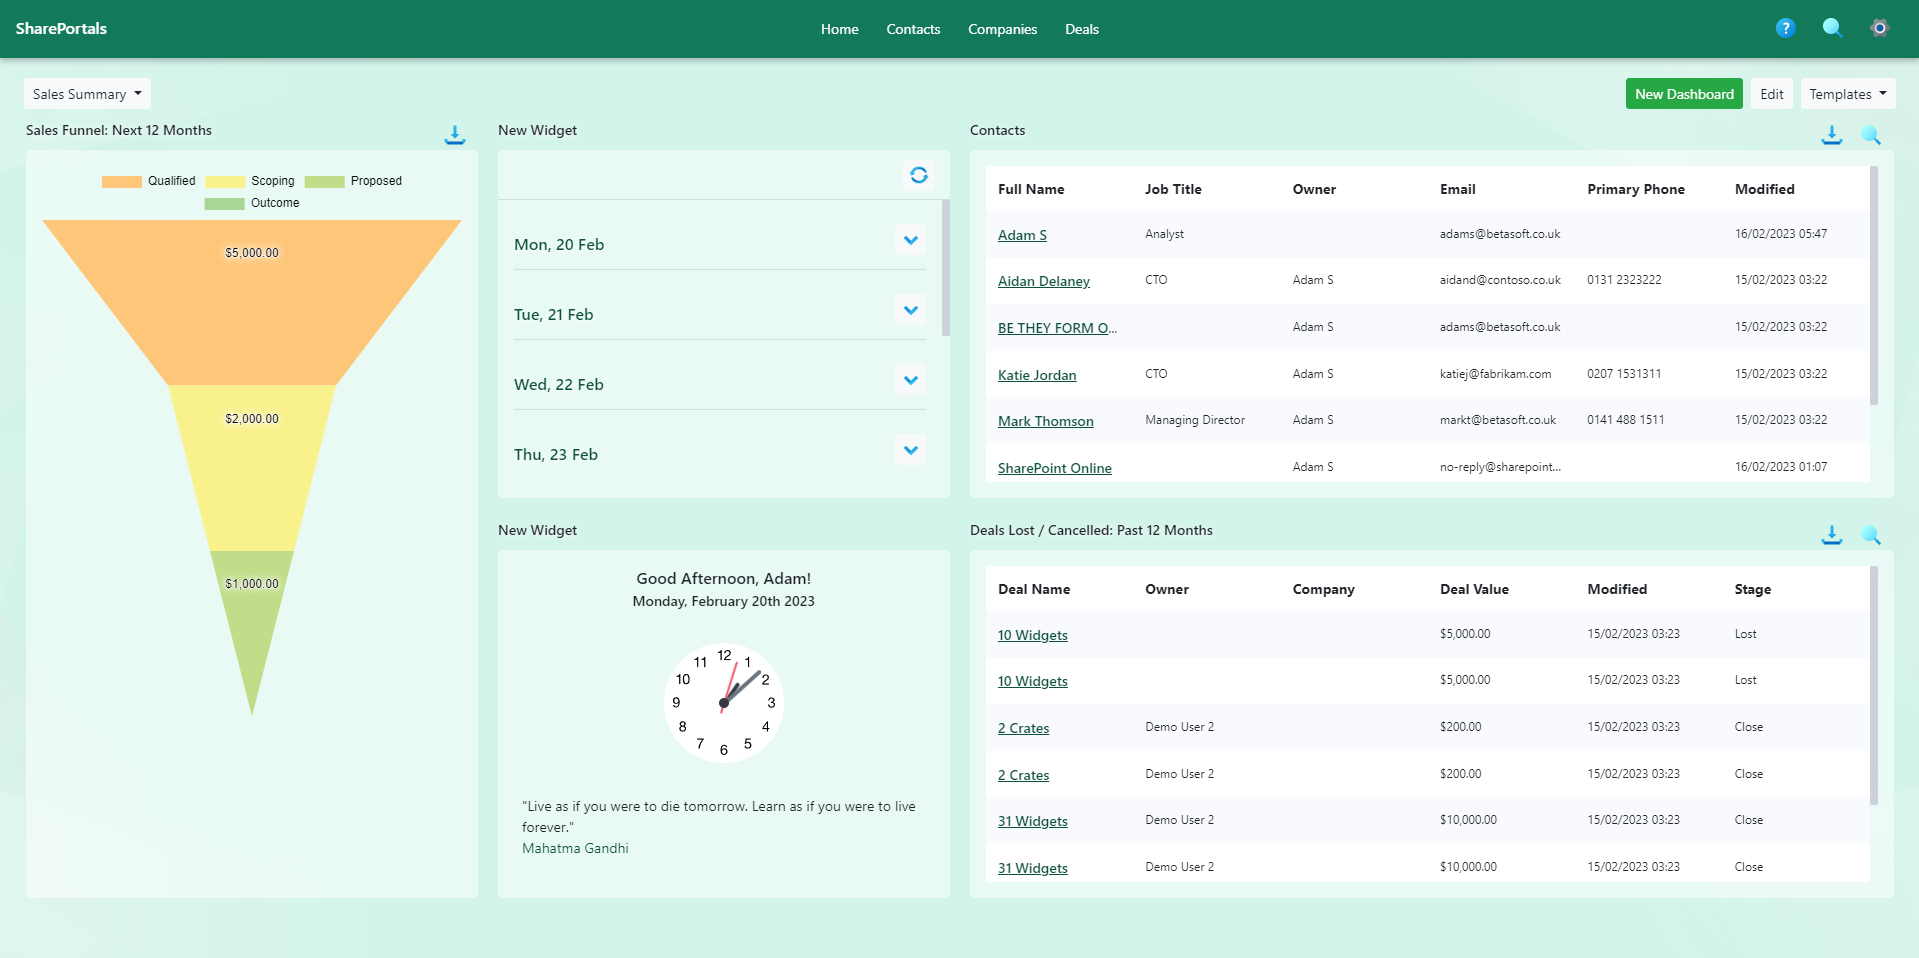 SharePortals
Home Contacts Companies Deals
?
Sales Summary
New Dashboard Edit Templates
Sales Funnel: Next 12 Months
Qualified Scoping Proposed
Outcome
$5,000.00
$2,000.00
$1,000.00
New Widget
Mon, 20 Feb
Tue, 21 Feb
Wed, 22 Feb
Thu, 23 Feb
New Widget
Good Afternoon, Adam!
Monday, February 20th 2023
12
11 1
10 2
9 3
8 4
7 5
6
"Live as if you were to die tomorrow. Learn as if you were to live
forever."
Mahatma Gandhi
Contacts
Full Name Job Title Owner Email Primary Phone Modified
Adam S Analyst adams@betasoft.co.uk 16/02/2023 05:47
Aidan Delaney CTO Adam S aidand@contoso.co.uk 0131 2323222 15/02/2023 03:22
BE THEY FORM O... Adam S adams@betasoft.co.uk 15/02/2023 03:22
Katie Jordan CTO Adam S katiej@fabrikam.com 0207 1531311 15/02/2023 03:22
Mark Thomson Managing Director Adam S markt@betasoft.co.uk 0141 488 1511 15/02/2023 03:22
SharePoint Online Adam S no-reply@sharepoint... 16/02/2023 01:07
Deals Lost / Cancelled: Past 12 Months
Deal Name Owner Company Deal Value Modified Stage
10 Widgets $5,000.00 15/02/2023 03:23 Lost
10 Widgets $5,000.00 15/02/2023 03:23 Lost
2 Crates Demo User 2 $200.00 15/02/2023 03:23 Close
2 Crates Demo User 2 $200.00 15/02/2023 03:23 Close
31 Widgets Demo User 2 $10,000.00 15/02/2023 03:23 Close
31 Widgets Demo User 2 $10,000.00 15/02/2023 03:23 Close